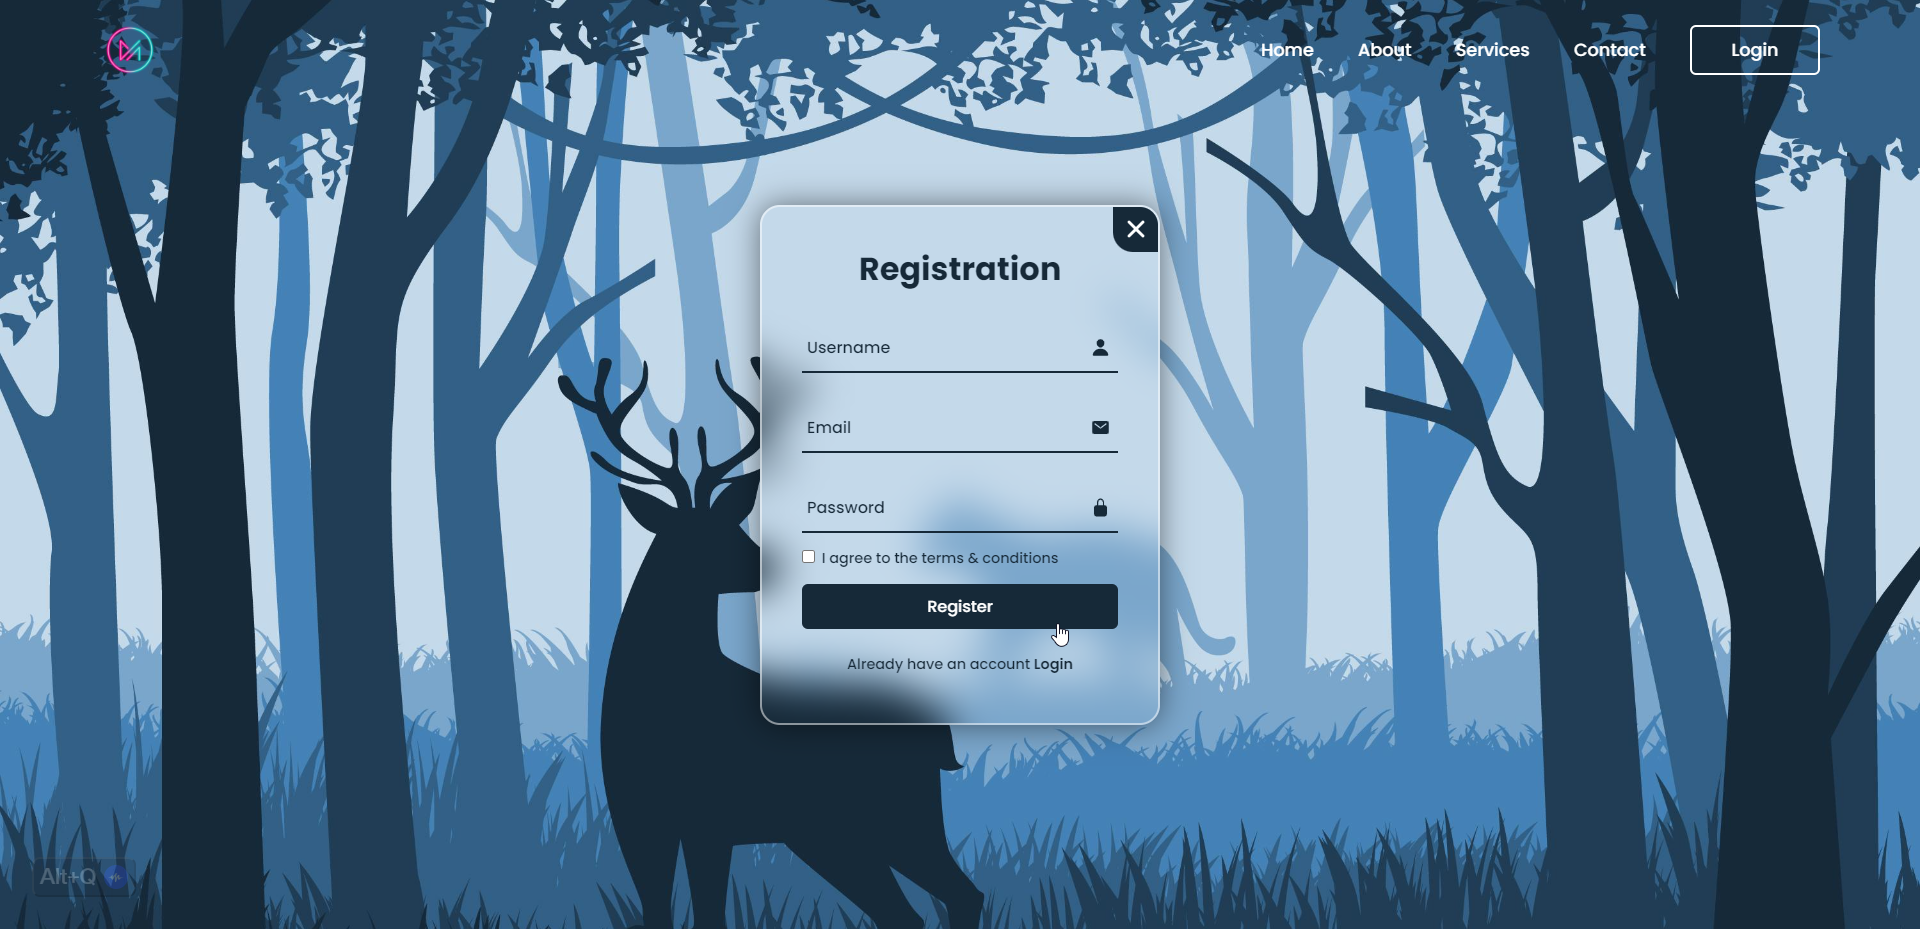 Home About Services Contact Login
Registration
Username
Email
Password
I agree to the terms & conditions
Register
Already have an account Login
Alt+Q